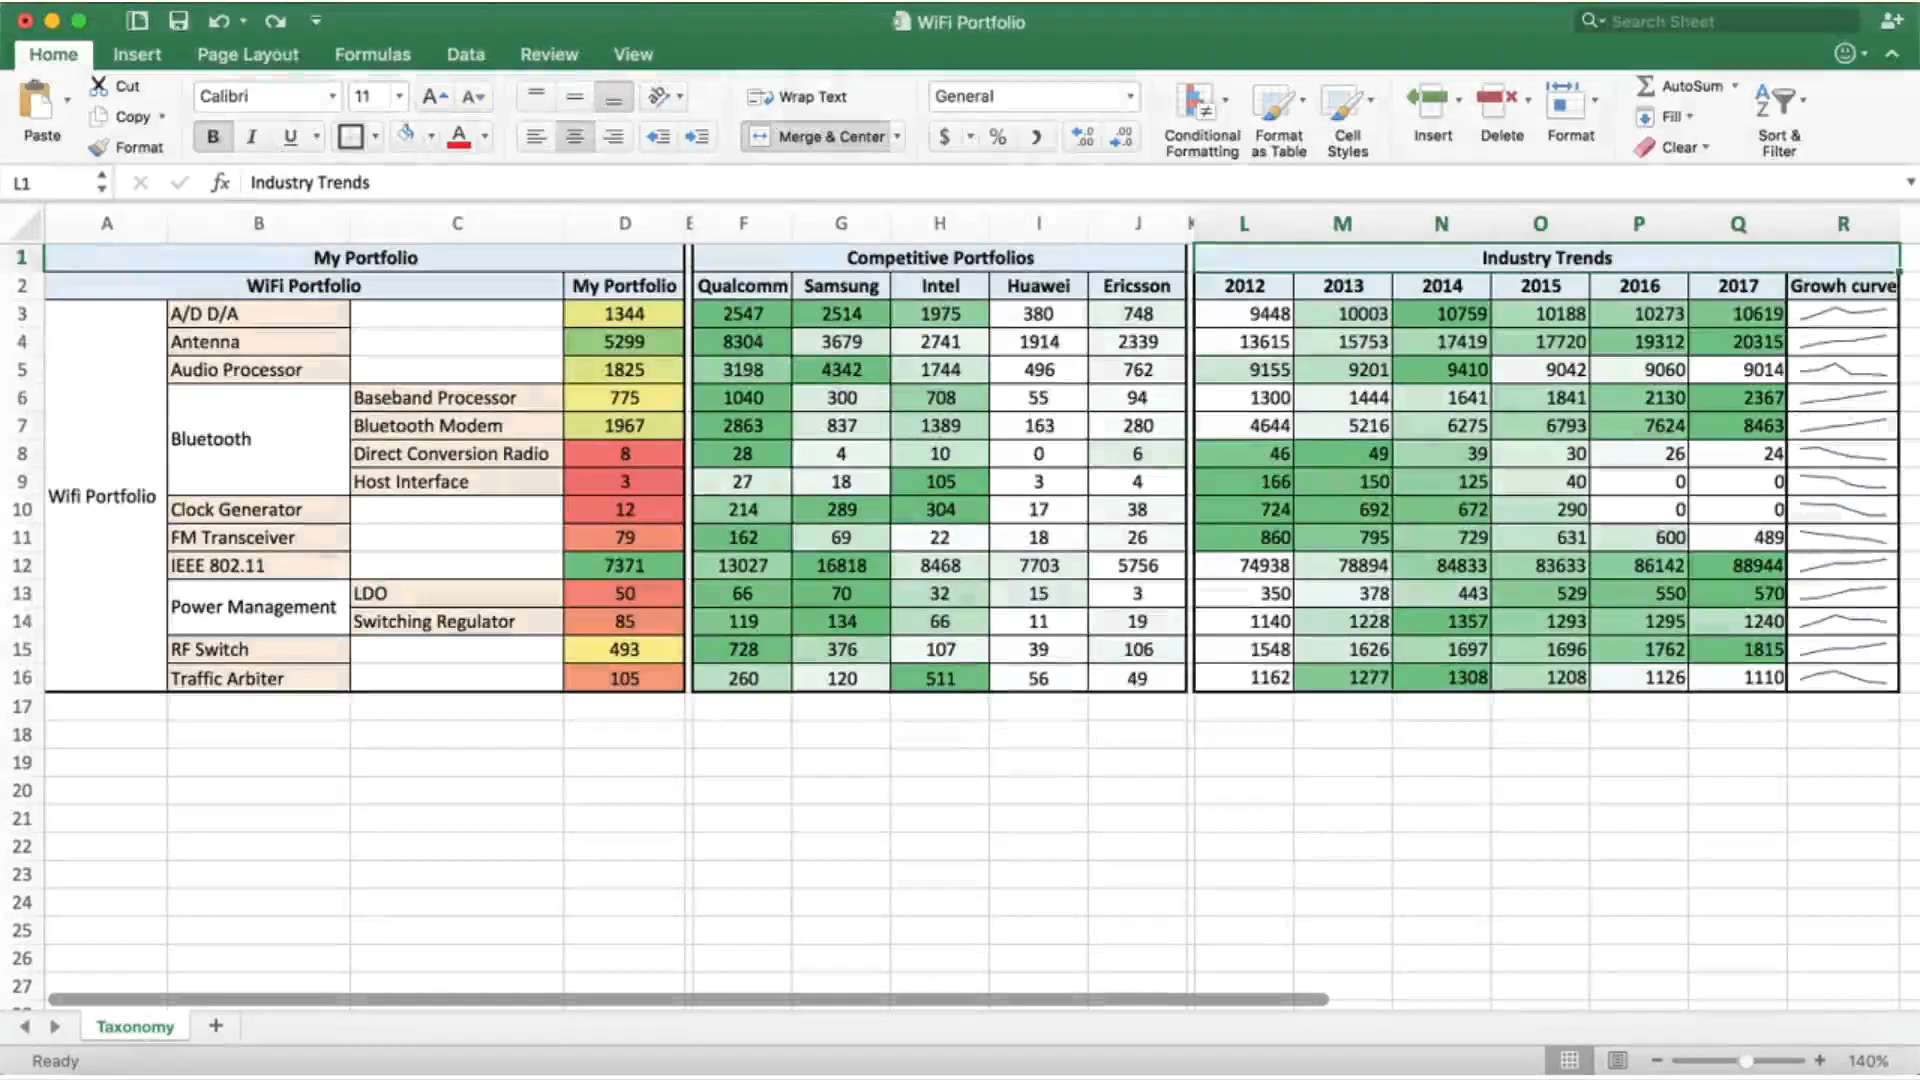 WiFi Portfolio
Search Sheet
Home Insert Page Layout Formulas Data Review View
Paste
Cut
Copy
Format
Calibri 11
B I U
Wrap Text
Merge & Center
General
$ %
Conditional Formatting
Format as Table
Cell Styles
Insert
Delete
Format
AutoSum
Fill
Clear
Sort & Filter
L1 fx Industry Trends
A B C D E F G H I J K L M N O P Q R
1 My Portfolio Competitive Portfolios Industry Trends
2 WiFi Portfolio My Portfolio Qualcomm Samsung Intel Huawei Ericsson 2012 2013 2014 2015 2016 2017 Growh curve
3 A/D D/A 1344 2547 2514 1975 380 748 9448 10003 10759 10188 10273 10619
4 Antenna 5299 8304 3679 2741 1914 2339 13615 15753 17419 17720 19312 20315
5 Audio Processor 1825 3198 4342 1744 496 762 9155 9201 9410 9042 9060 9014
6 Baseband Processor 775 1040 300 708 55 94 1300 1444 1641 1841 2130 2367
7 Bluetooth Modem 1967 2863 837 1389 163 280 4644 5216 6275 6793 7624 8463
Bluetooth
8 Direct Conversion Radio 8 28 4 10 0 6 46 49 39 30 26 24
9 Host Interface 3 27 18 105 3 4 166 150 125 40 0 0
Wifi Portfolio
10 Clock Generator 12 214 289 304 17 38 724 692 672 290 0 0
11 FM Transceiver 79 162 69 22 18 26 860 795 729 631 600 489
12 IEEE 802.11 7371 13027 16818 8468 7703 5756 74938 78894 84833 83633 86142 88944
13 LDO 50 66 70 32 15 3 350 378 443 529 550 570
Power Management
14 Switching Regulator 85 119 134 66 11 19 1140 1228 1357 1293 1295 1240
15 RF Switch 493 728 376 107 39 106 1548 1626 1697 1696 1762 1815
16 Traffic Arbiter 105 260 120 511 56 49 1162 1277 1308 1208 1126 1110
17
18
19
20
21
22
23
24
25
26
27
Taxonomy +
Ready 140%